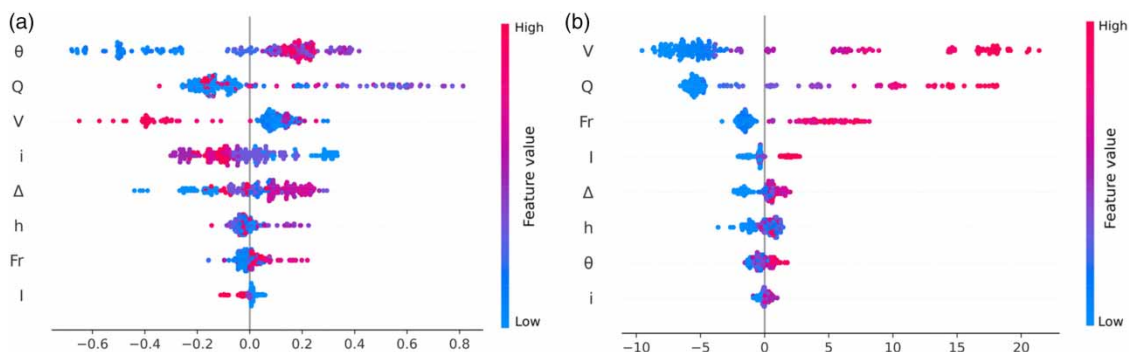 (a)
High
θ
Q
V
i
Δ
h
Fr
I
Low
Feature value
−0.6 −0.4 −0.2 0.0 0.2 0.4 0.6 0.8
(b)
High
V
Q
Fr
I
Δ
h
θ
i
Low
Feature value
−10 −5 0 5 10 15 20